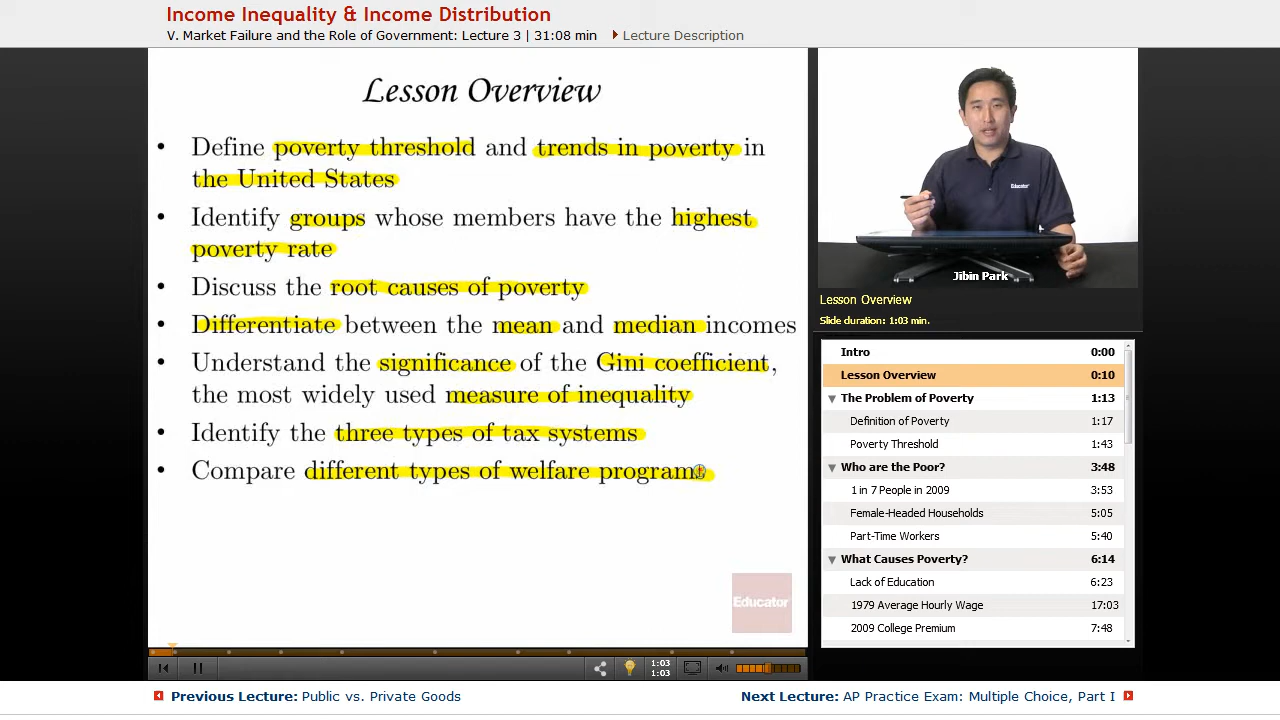 Income Inequality & Income Distribution
V. Market Failure and the Role of Government: Lecture 3 | 31:08 min
Lecture Description
Lesson Overview
• Define poverty threshold and trends in poverty in
the United States
• Identify groups whose members have the highest
poverty rate
• Discuss the root causes of poverty
• Differentiate between the mean and median incomes
• Understand the significance of the Gini coefficient,
the most widely used measure of inequality
• Identify the three types of tax systems
• Compare different types of welfare programs
Educator
1:03
1:03
Educator
Jibin Park
Lesson Overview
Slide duration: 1:03 min.
Intro 0:00
Lesson Overview 0:10
The Problem of Poverty 1:13
Definition of Poverty 1:17
Poverty Threshold 1:43
Who are the Poor? 3:48
1 in 7 People in 2009 3:53
Female-Headed Households 5:05
Part-Time Workers 5:40
What Causes Poverty? 6:14
Lack of Education 6:23
1979 Average Hourly Wage 17:03
2009 College Premium 7:48
Previous Lecture: Public vs. Private Goods
Next Lecture: AP Practice Exam: Multiple Choice, Part I